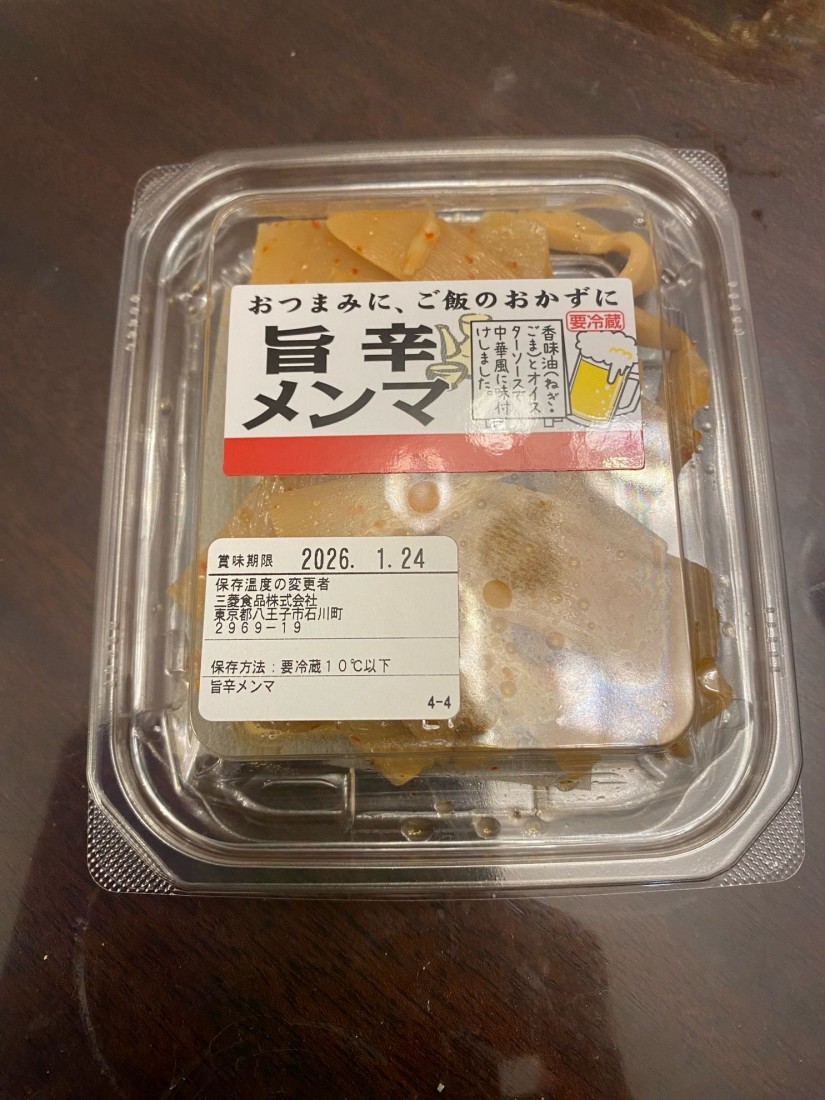 おつまみに、ご飯のおかずに
旨辛
メンマ
要冷蔵
香味油(ねぎ・
ごま)とオイス
ターソースで
中華風に味付
けしました。
賞味期限 2026. 1.24
保存温度の変更者
三菱食品株式会社
東京都八王子市石川町
2969-19
保存方法:要冷蔵10℃以下
旨辛メンマ
4-4